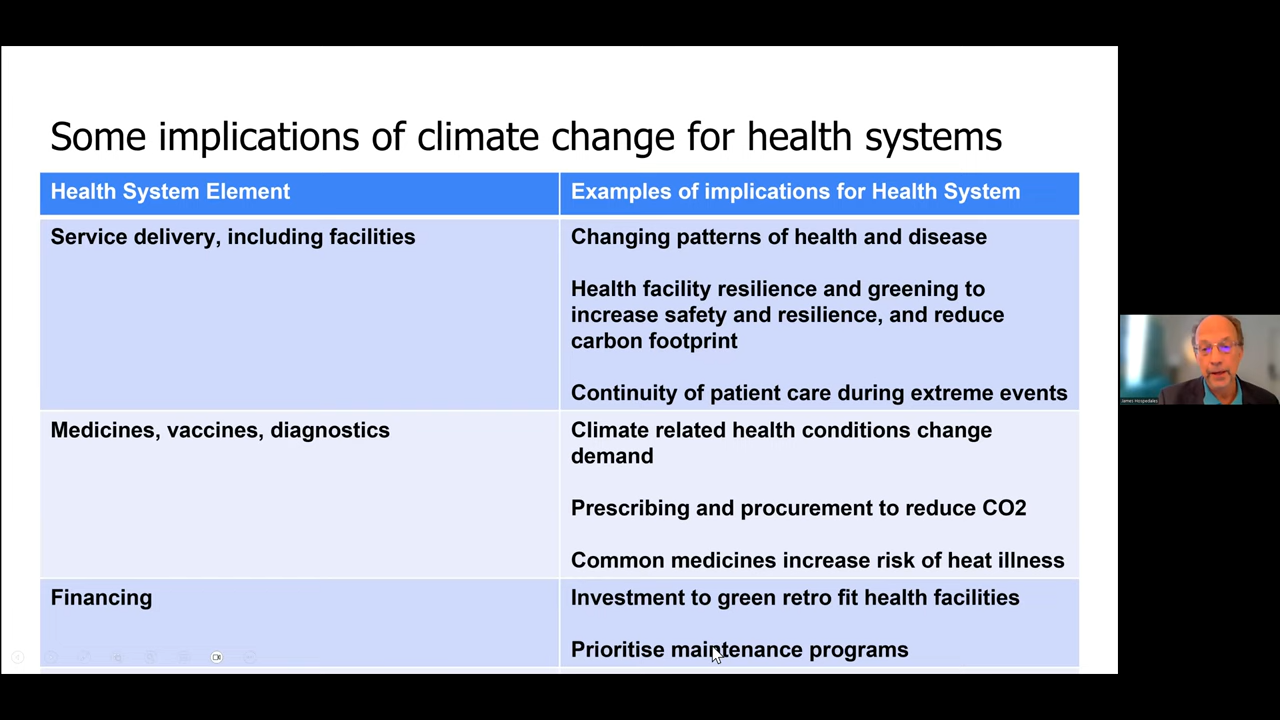 Some implications of climate change for health systems
Health System Element
Examples of implications for Health System
Service delivery, including facilities
Changing patterns of health and disease
Health facility resilience and greening to
increase safety and resilience, and reduce
carbon footprint
Continuity of patient care during extreme events
Medicines, vaccines, diagnostics
Climate related health conditions change
demand
Prescribing and procurement to reduce CO2
Common medicines increase risk of heat illness
Financing
Investment to green retro fit health facilities
Prioritise maintenance programs
James Hospedales